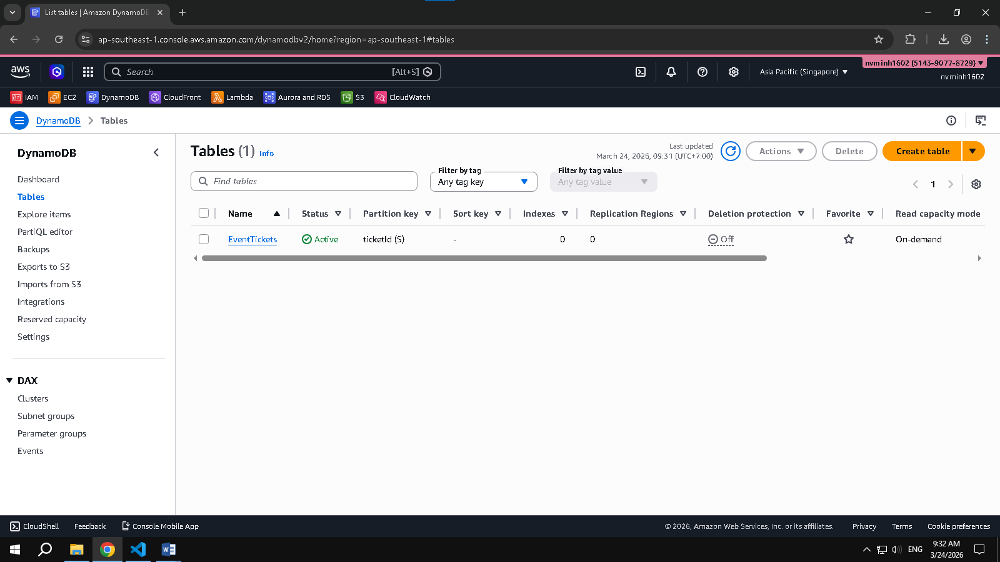 List tables | Amazon DynamoDB
ap-southeast-1.console.aws.amazon.com/dynamodbv2/home?region=ap-southeast-1#tables
aws
Search
[Alt+S]
Asia Pacific (Singapore)
nvminh1602 (5143-9077-8729)
nvminh1602
IAM
EC2
DynamoDB
CloudFront
Lambda
Aurora and RDS
S3
CloudWatch
DynamoDB
Tables
DynamoDB
Dashboard
Tables
Explore items
PartiQL editor
Backups
Exports to S3
Imports from S3
Integrations
Reserved capacity
Settings
DAX
Clusters
Subnet groups
Parameter groups
Events
Tables (1) Info
Last updated
March 24, 2026, 09:31 (UTC+7:00)
Actions
Delete
Create table
Find tables
Filter by tag
Any tag key
Filter by tag value
Any tag value
1
Name
Status
Partition key
Sort key
Indexes
Replication Regions
Deletion protection
Favorite
Read capacity mode
EventTickets
Active
ticketId (S)
-
0
0
Off
On-demand
CloudShell
Feedback
Console Mobile App
© 2026, Amazon Web Services, Inc. or its affiliates.
Privacy
Terms
Cookie preferences
ENG
9:32 AM
3/24/2026